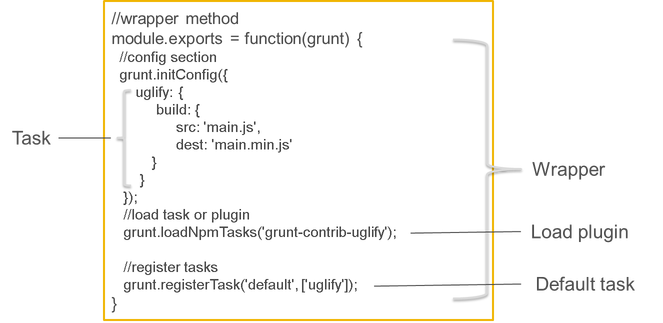 //wrapper method
module.exports = function(grunt) {
//config section
grunt.initConfig({
uglify: {
build: {
src: 'main.js',
dest: 'main.min.js'
}
}
});
//load task or plugin
grunt.loadNpmTasks('grunt-contrib-uglify');
//register tasks
grunt.registerTask('default', ['uglify']);
}
Task
Wrapper
Load plugin
Default task